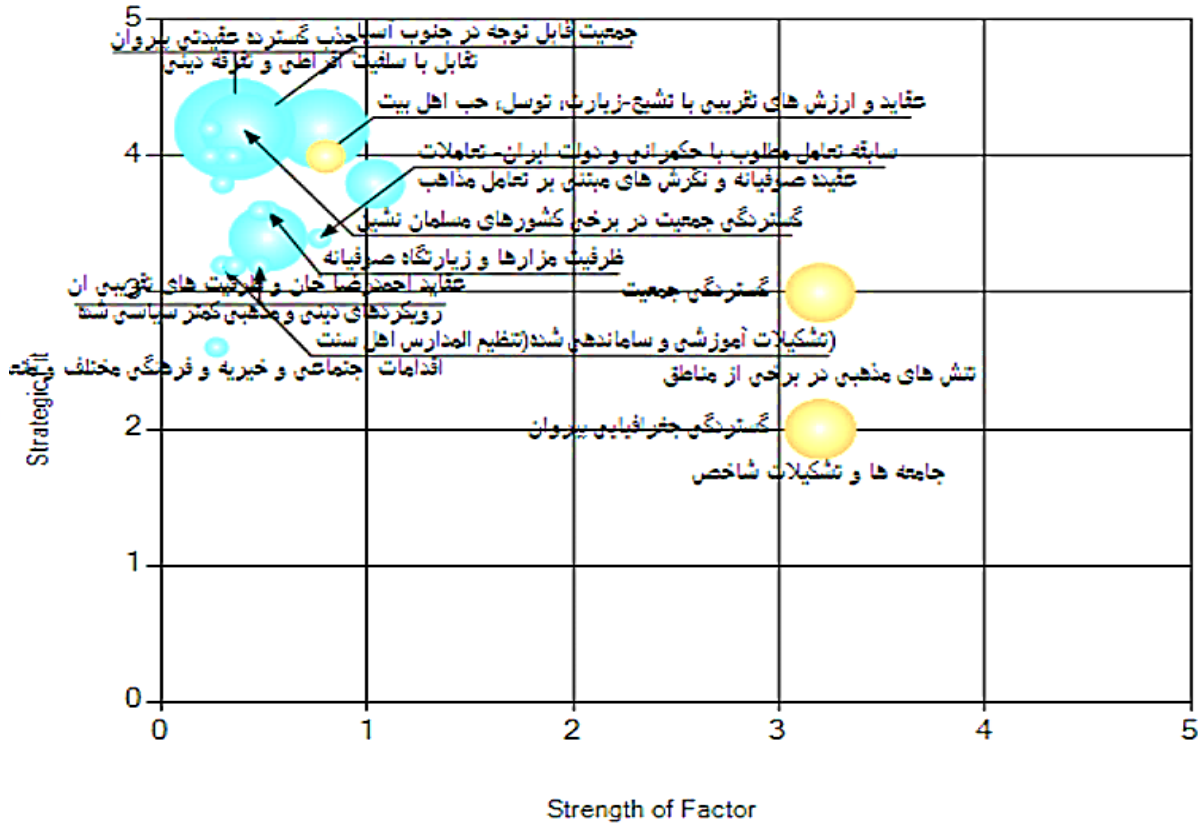 5
جمعیت قابل توجه در جنوب آسیا
جذب گسترده عقیدتی پیروان
تقابل با سلفیت افراطی و تفرقه دینی
عقاید و ارزش های تقریبی با تشیع-زیارت، توسل، حب اهل بیت
4
سابقه تعامل مطلوب با حکمرانی و دولت ایران- تعاملات
عقیده صوفیانه و نگرش های مبتنی بر تعامل مذاهب
گستردگی جمعیت در برخی کشورهای مسلمان نشین
ظرفیت مزارها و زیارتگاه صوفیانه
عقاید احمدرضا خان و ظرفیت های تقریبی ان
3
گستردگی جمعیت
رویکردهای دینی و مذهبی کمتر سیاسی شده
(تشکیلات آموزشی و ساماندهی شده(تنظیم المدارس اهل سنت
اقدامات اجتماعی و خیریه و فرهنگی مختلف و
تنش های مذهبی در برخی از مناطق
2
گستردگی جغرافیایی پیروان
جامعه ها و تشکیلات شاخص
Strategic fit
1
0
0 1 2 3 4 5
Strength of Factor